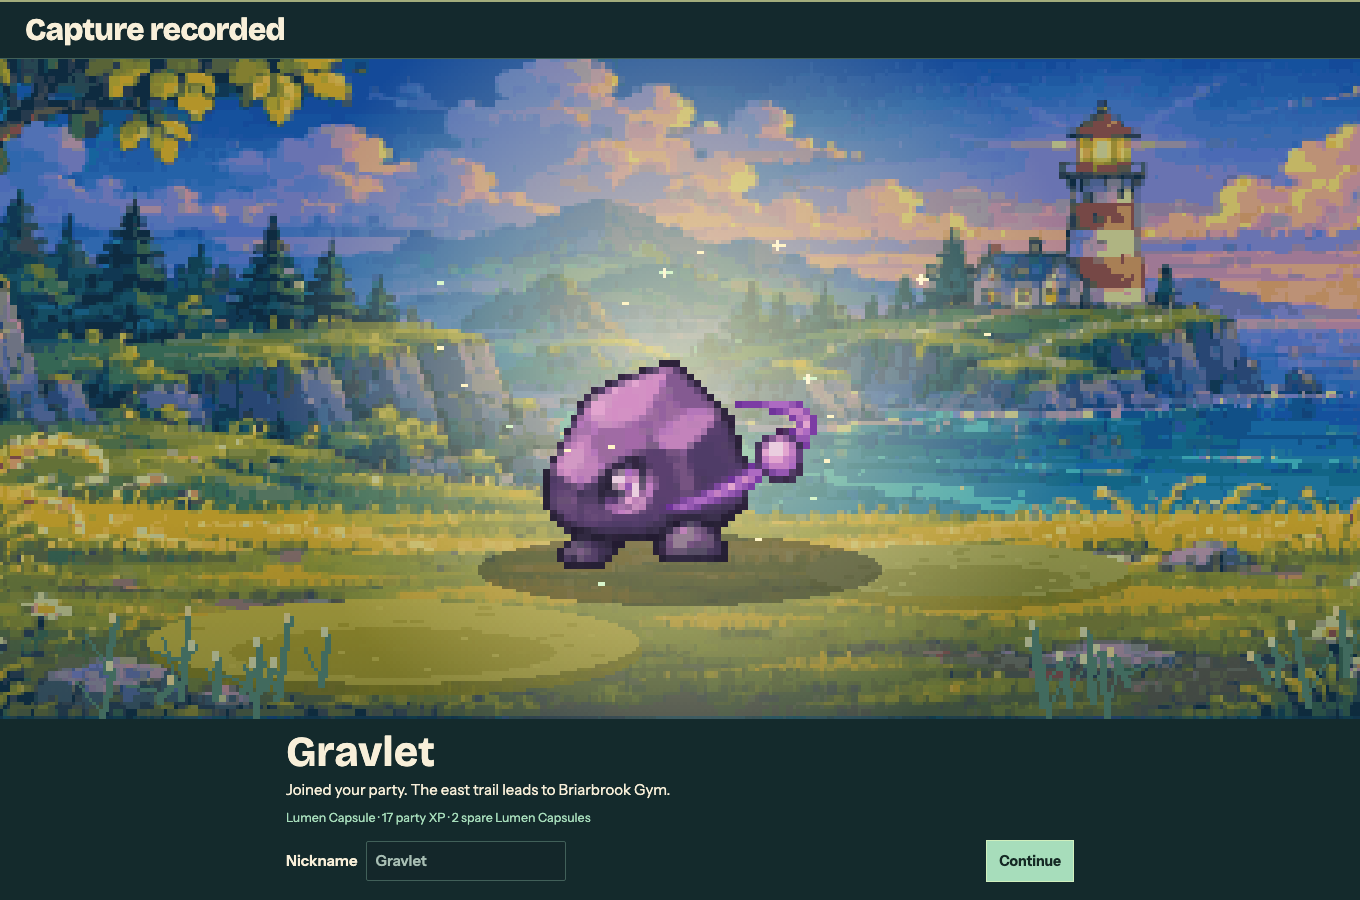 Capture recorded
Gravlet
Joined your party. The east trail leads to Briarbrook Gym.
Lumen Capsule · 17 party XP · 2 spare Lumen Capsules
Nickname Gravlet Continue